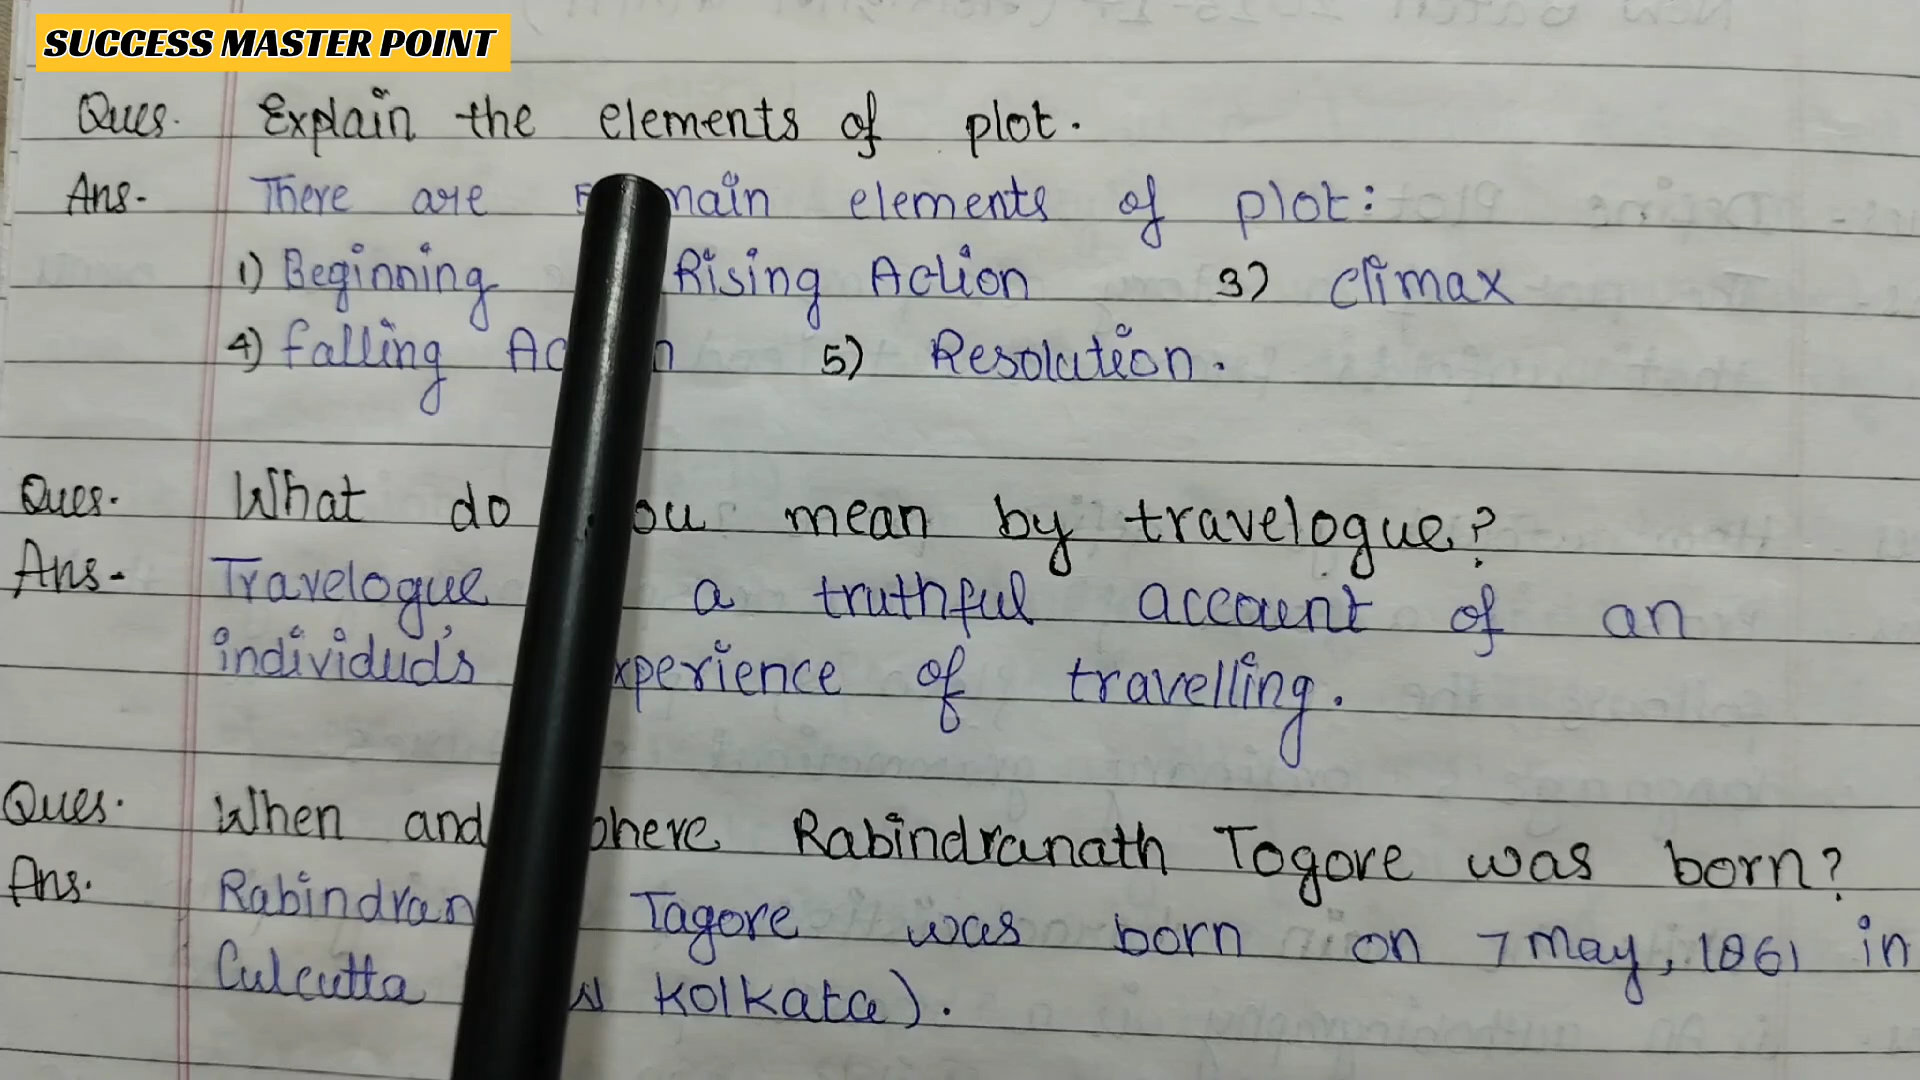 SUCCESS MASTER POINT
Ques. Explain the elements of plot.
Ans- There are main elements of plot:
1) Beginning Rising Action 3) Climax
4) falling 5) Resolution.
Ques. What do mean by travelogue?
Ans- Travelogue a truthful account of an
individud's of travelling.
Ques. When and Rabindranath Togore was born?
Ans. Tagore was born on 7 May, 1861 in
Culcutta Kolkata).